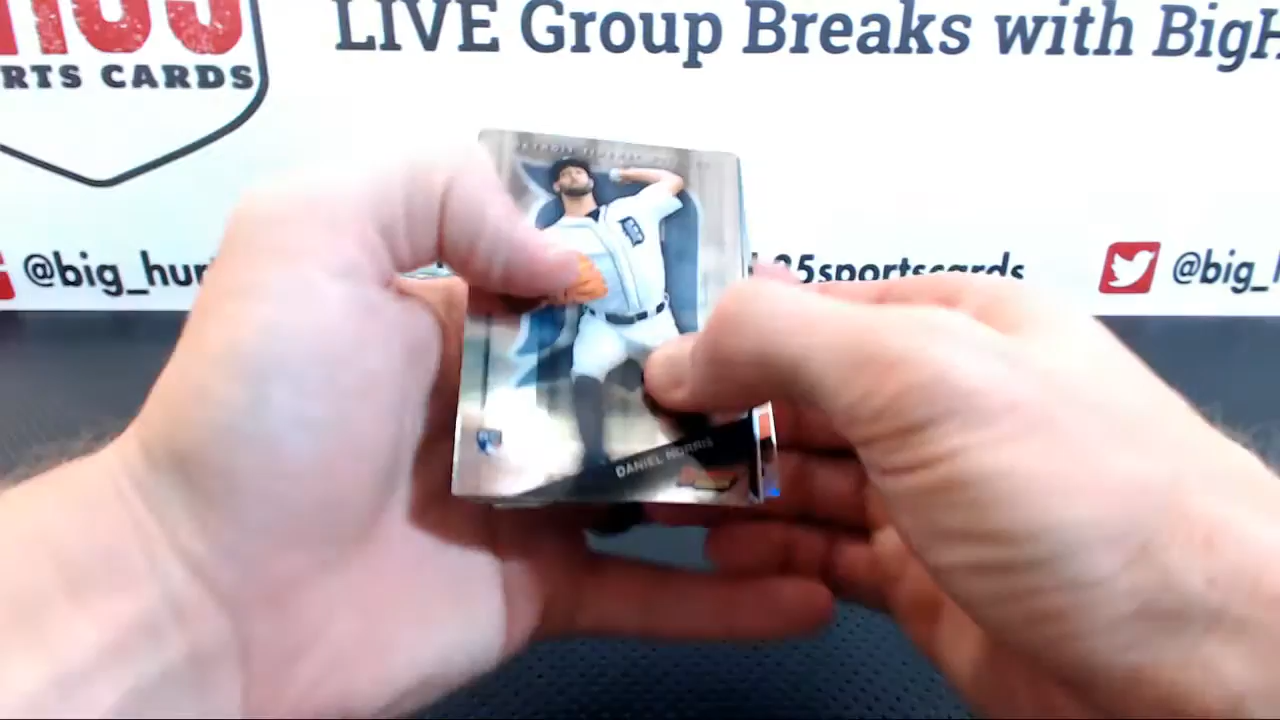 RTS CARDS
LIVE Group Breaks with BigH
@big_hur
25sportscards
@big_
DANIEL NORRIS